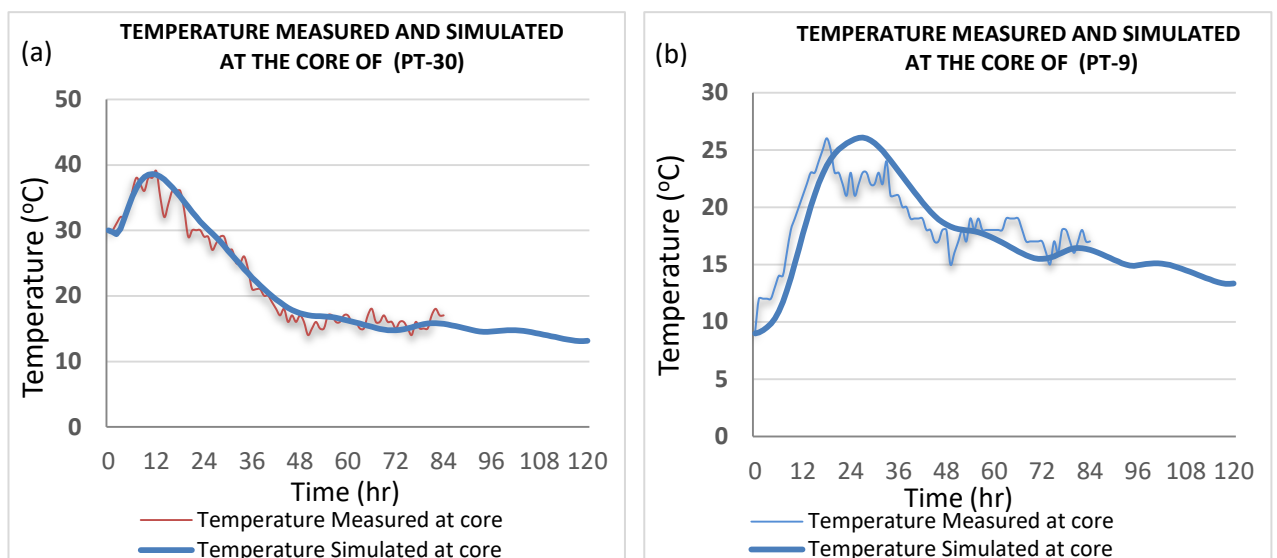 (a)
TEMPERATURE MEASURED AND SIMULATED
AT THE CORE OF (PT-30)
50
40
30
20
10
0
Temperature (°C)
0 12 24 36 48 60 72 84 96 108 120
Time (hr)
Temperature Measured at core
Temperature Simulated at core
(b)
TEMPERATURE MEASURED AND SIMULATED
AT THE CORE OF (PT-9)
30
25
20
15
10
5
0
Temperature (°C)
0 12 24 36 48 60 72 84 96 108 120
Time (hr)
Temperature Measured at core
Temperature Simulated at core